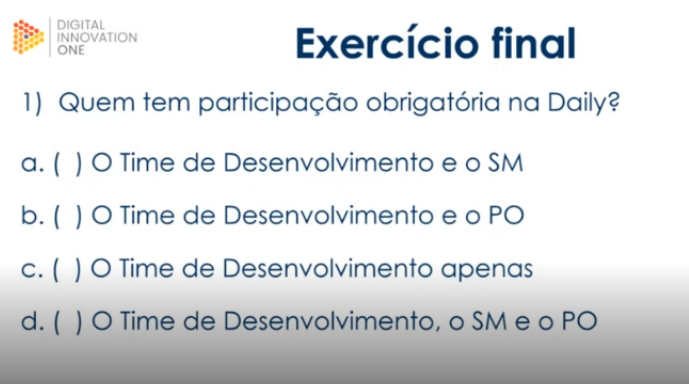 DIGITAL
INNOVATION
ONE
Exercício final
1) Quem tem participação obrigatória na Daily?
a. ( ) O Time de Desenvolvimento e o SM
b. ( ) O Time de Desenvolvimento e o PO
c. ( ) O Time de Desenvolvimento apenas
d. ( ) O Time de Desenvolvimento, o SM e o PO